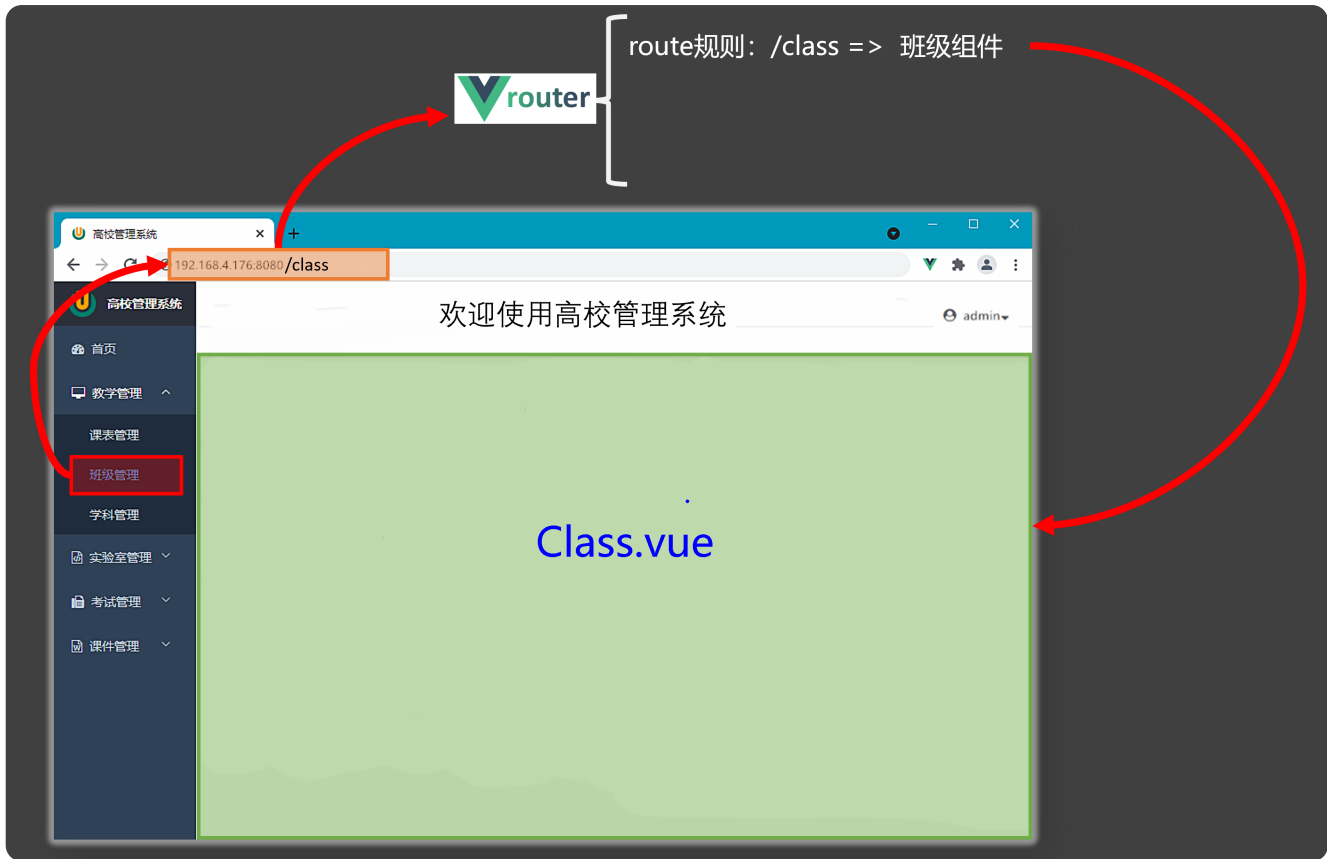 route规则：/class => 班级组件
router
高校管理系统
192.168.4.176:8080/class
高校管理系统
欢迎使用高校管理系统
admin
首页
教学管理
课表管理
班级管理
学科管理
实验室管理
考试管理
课件管理
Class.vue